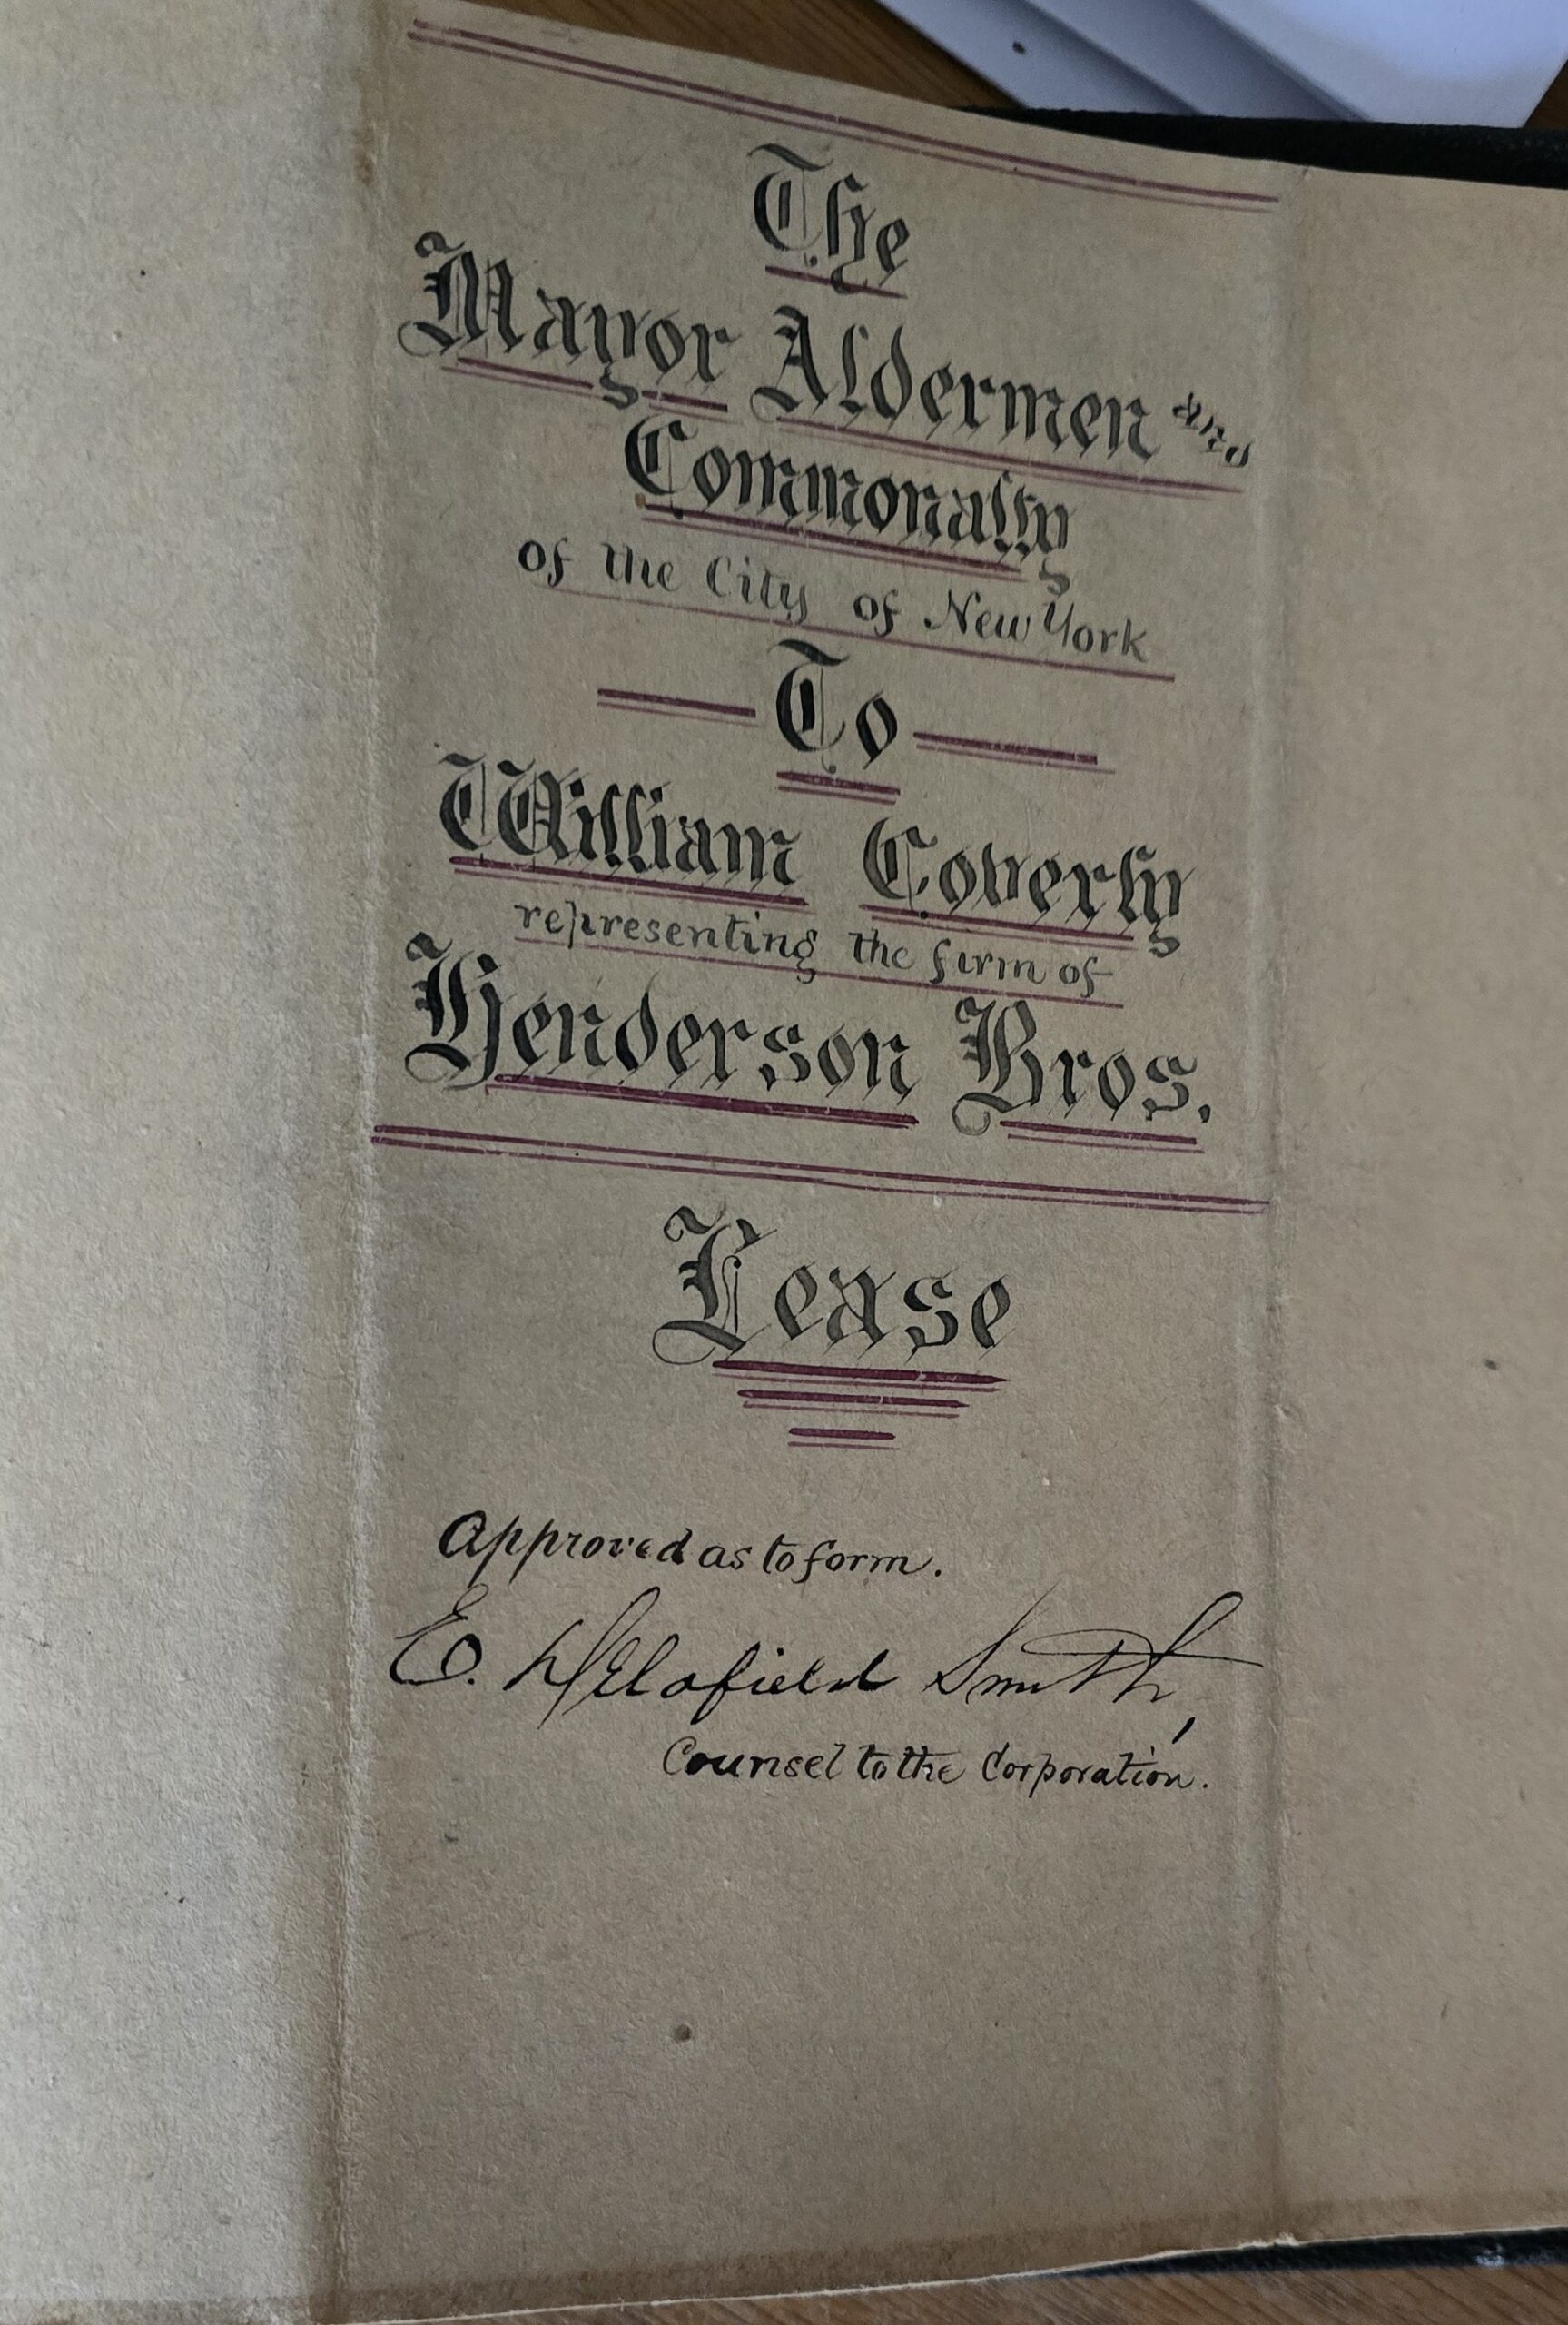 The
Mayor Aldermen and
Commonalty
of the City of New York
To
William Coverly
representing the firm of
Henderson Bros.
Lease
Approved as to form.
E. Delafield Smith,
Counsel to the Corporation.